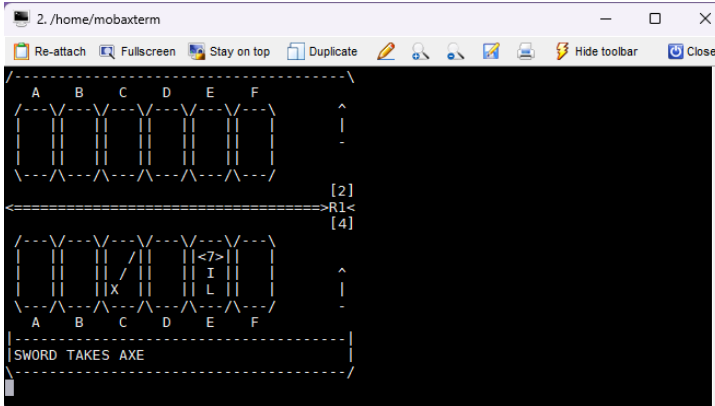 2. /home/mobaxterm
Re-attach Fullscreen Stay on top Duplicate Hide toolbar Close
/--------------------------------------\
A B C D E F
/---\/---\/---\/---\/---\/---\ ^
| || || || || || | |
| || || || || || | -
| || || || || || |
\---/\---/\---/\---/\---/\---/
[2]
<===================================>R1<
[4]
/---\/---\/---\/---\/---\/---\
| || || /|| ||<7>|| |
| || || / || || I || | ^
| || ||X || || L || | |
\---/\---/\---/\---/\---/\---/ -
A B C D E F
|--------------------------------------|
|SWORD TAKES AXE |
\--------------------------------------/